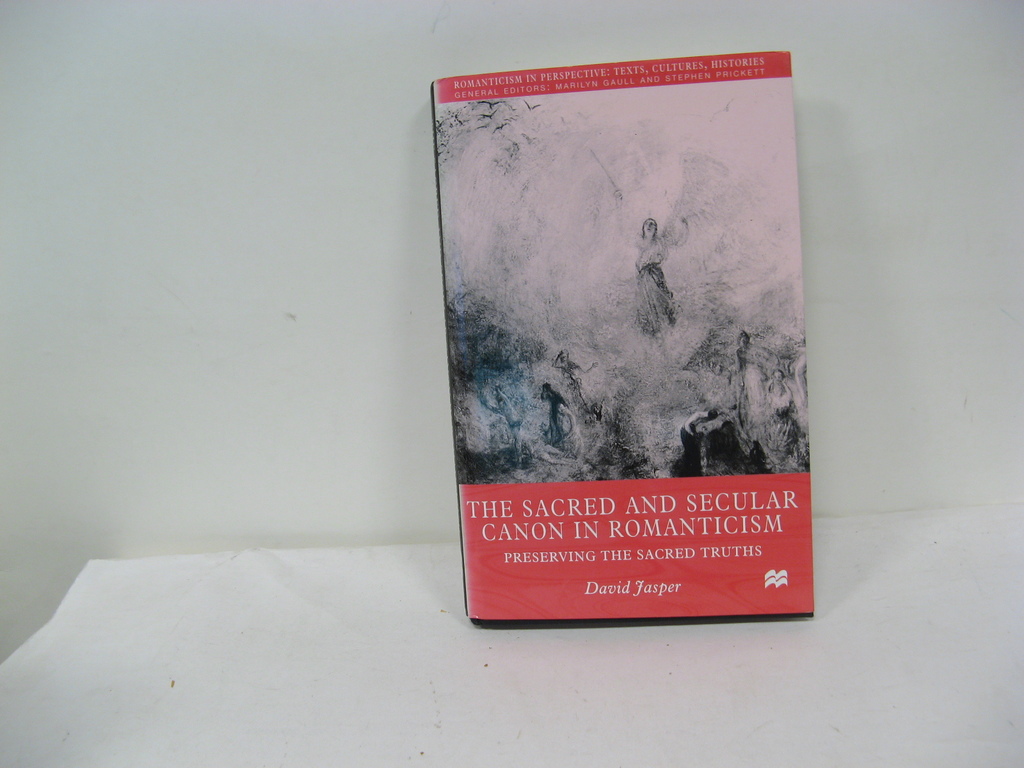 ROMANTICISM IN PERSPECTIVE: TEXTS, CULTURES, HISTORIES
GENERAL EDITORS: MARILYN GAULL AND STEPHEN PRICKETT
THE SACRED AND SECULAR
CANON IN ROMANTICISM
PRESERVING THE SACRED TRUTHS
David Jasper